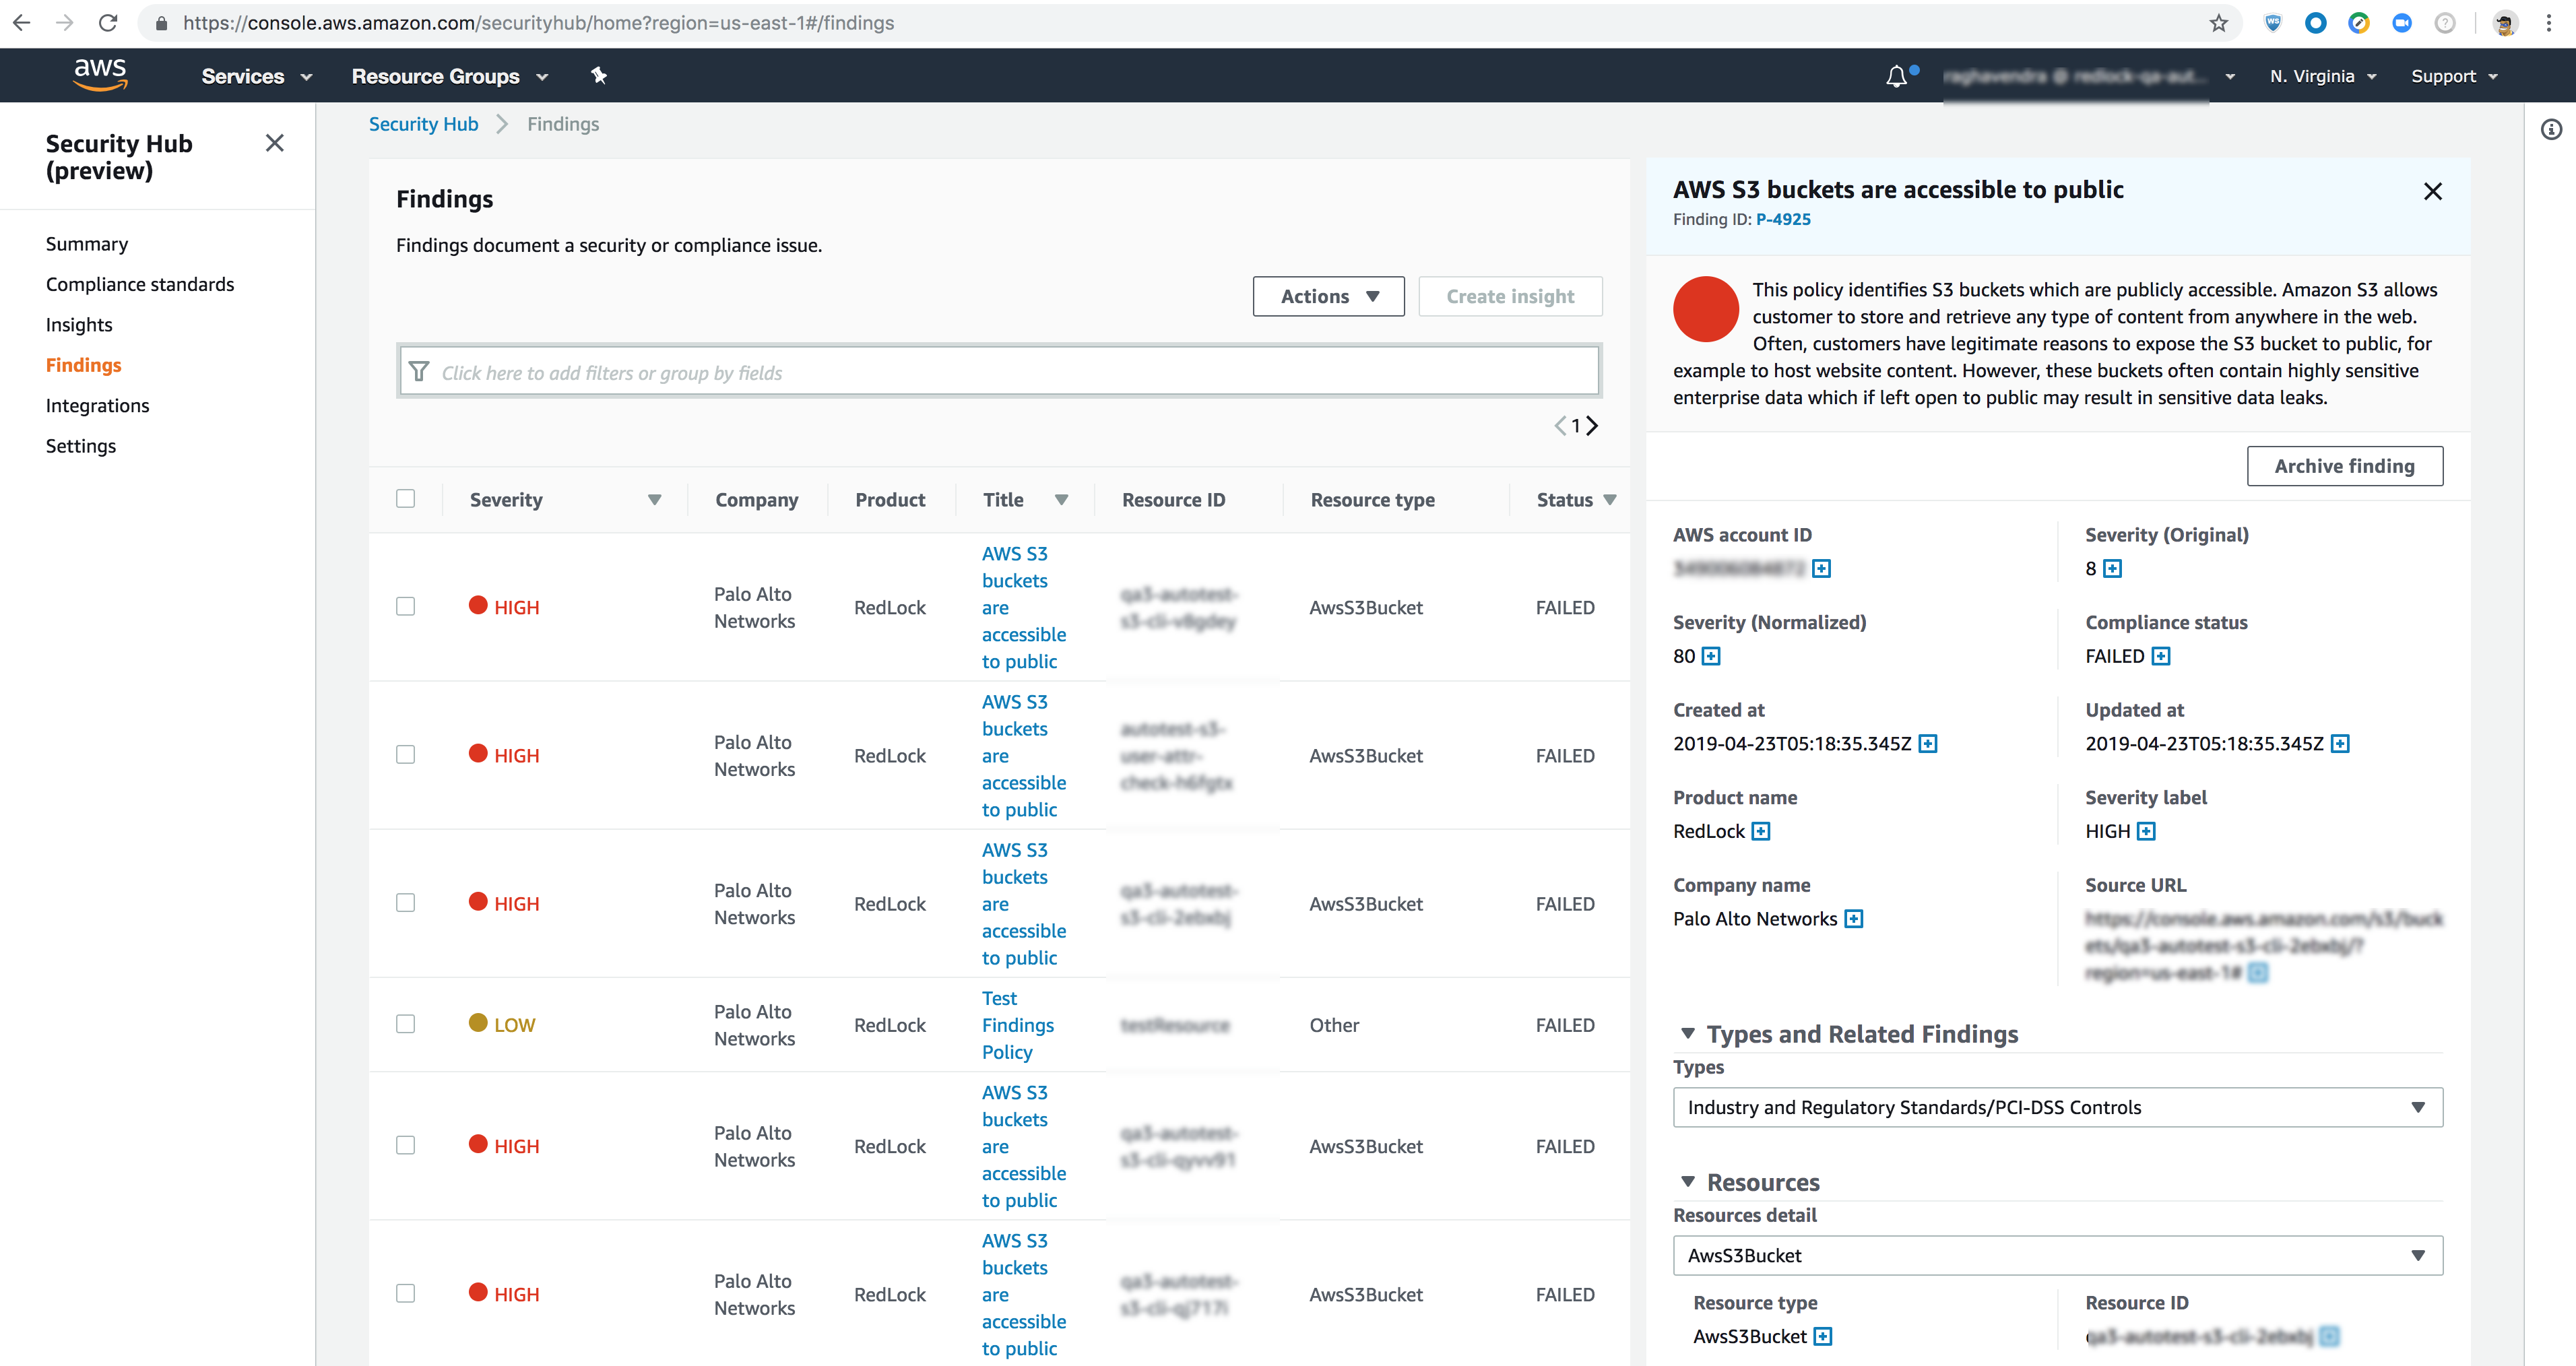 https://console.aws.amazon.com/securityhub/home?region=us-east-1#/findings
aws
Services
Resource Groups
N. Virginia
Support
Security Hub
(preview)
Summary
Compliance standards
Insights
Findings
Integrations
Settings
Security Hub
Findings
Findings
Findings document a security or compliance issue.
Actions
Create insight
Click here to add filters or group by fields
1
Severity
Company
Product
Title
Resource ID
Resource type
Status
HIGH
Palo Alto
Networks
RedLock
AWS S3
buckets
are
accessible
to public
AwsS3Bucket
FAILED
HIGH
Palo Alto
Networks
RedLock
AWS S3
buckets
are
accessible
to public
AwsS3Bucket
FAILED
HIGH
Palo Alto
Networks
RedLock
AWS S3
buckets
are
accessible
to public
AwsS3Bucket
FAILED
LOW
Palo Alto
Networks
RedLock
Test
Findings
Policy
Other
FAILED
HIGH
Palo Alto
Networks
RedLock
AWS S3
buckets
are
accessible
to public
AwsS3Bucket
FAILED
HIGH
Palo Alto
Networks
RedLock
AWS S3
buckets
are
accessible
to public
AwsS3Bucket
FAILED
AWS S3 buckets are accessible to public
Finding ID: P-4925
This policy identifies S3 buckets which are publicly accessible. Amazon S3 allows
customer to store and retrieve any type of content from anywhere in the web.
Often, customers have legitimate reasons to expose the S3 bucket to public, for
example to host website content. However, these buckets often contain highly sensitive
enterprise data which if left open to public may result in sensitive data leaks.
Archive finding
AWS account ID
Severity (Original)
8
Severity (Normalized)
80
Compliance status
FAILED
Created at
2019-04-23T05:18:35.345Z
Updated at
2019-04-23T05:18:35.345Z
Product name
RedLock
Severity label
HIGH
Company name
Palo Alto Networks
Source URL
Types and Related Findings
Types
Industry and Regulatory Standards/PCI-DSS Controls
Resources
Resources detail
AwsS3Bucket
Resource type
AwsS3Bucket
Resource ID